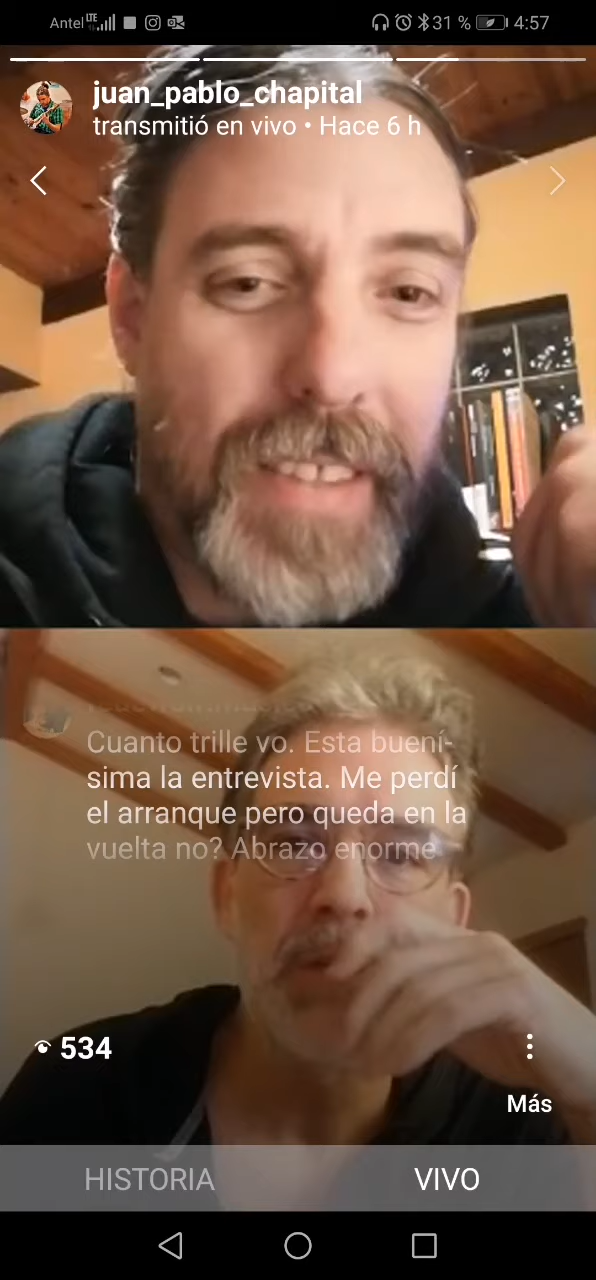 Antel LTE 31 % 4:57
juan_pablo_chapital
transmitió en vivo • Hace 6 h
Cuanto trille vo. Esta buení-
sima la entrevista. Me perdí
el arranque pero queda en la
vuelta no? Abrazo enorme
534
Más
HISTORIA VIVO